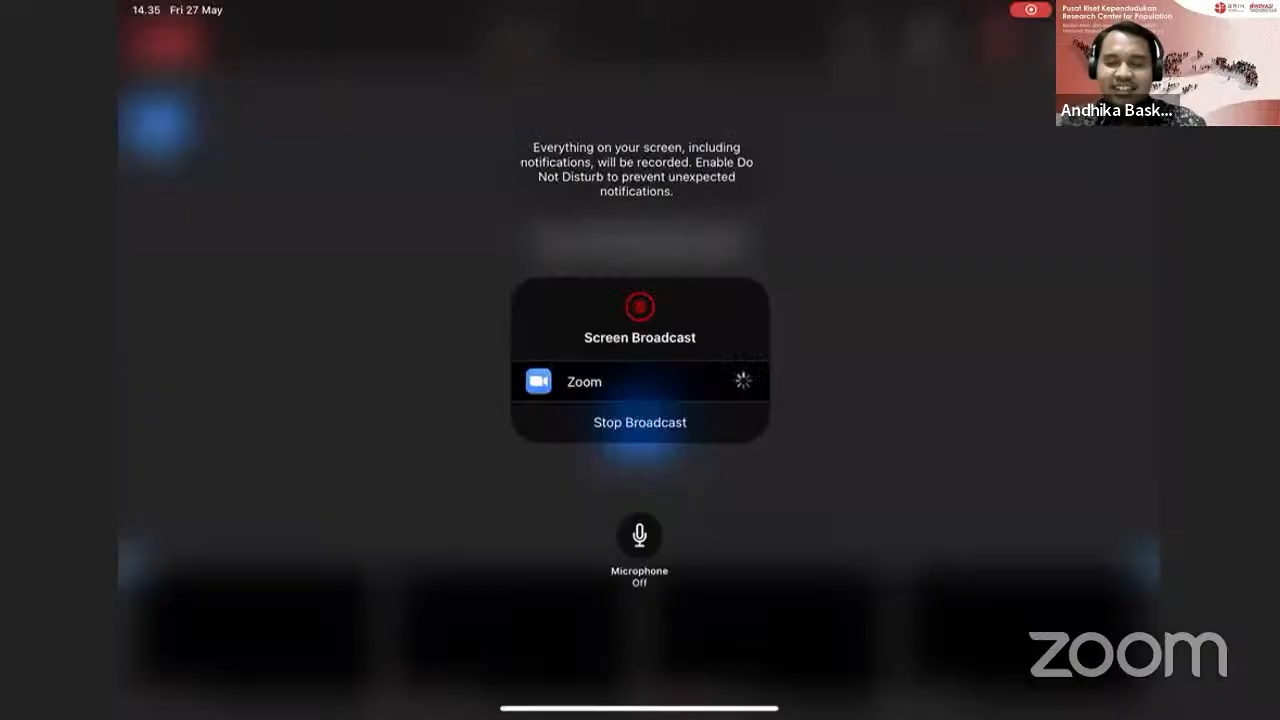 14.35 Fri 27 May
Pusat Riset Kependudukan
Research Center for Population
BRIN
Andhika Bask...
Everything on your screen, including
notifications, will be recorded. Enable Do
Not Disturb to prevent unexpected
notifications.
Screen Broadcast
Zoom
Stop Broadcast
Microphone
Off
zoom